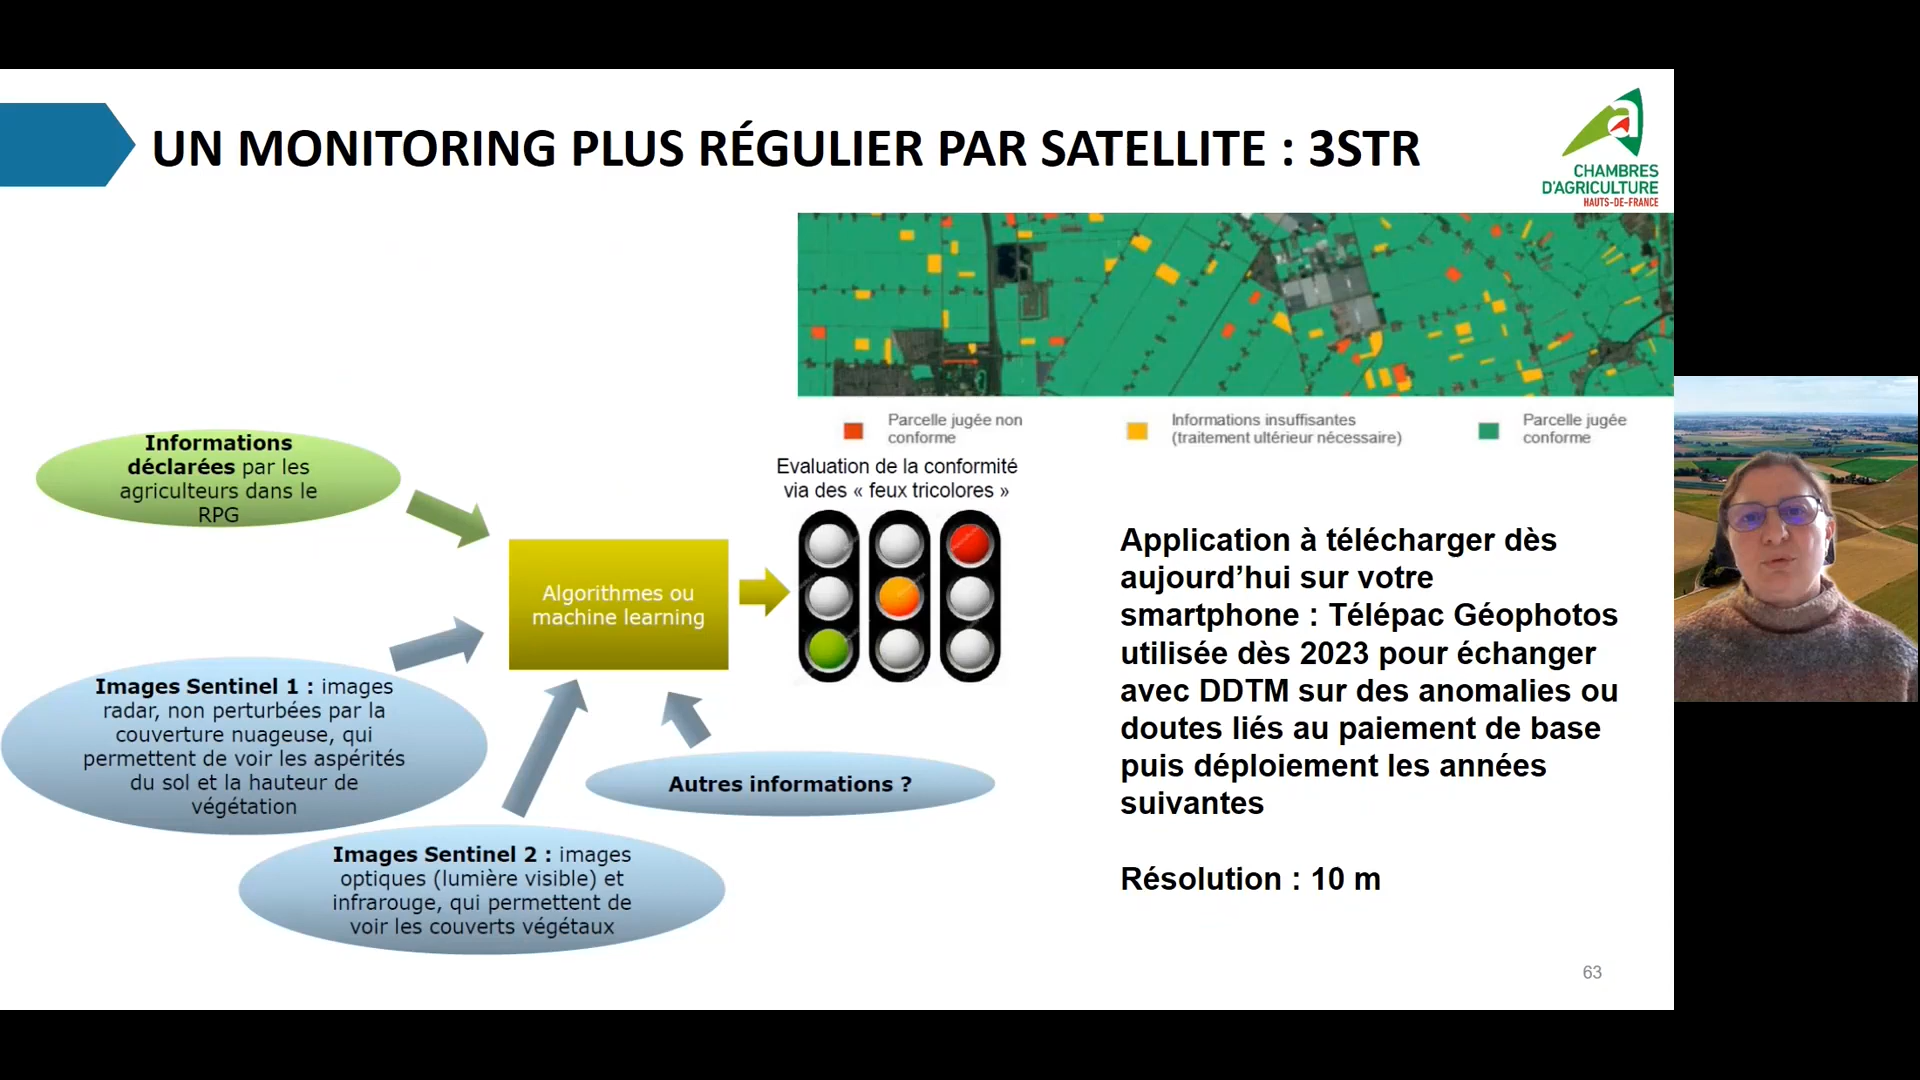 UN MONITORING PLUS RÉGULIER PAR SATELLITE : 3STR
a
CHAMBRES
D'AGRICULTURE
HAUTS-DE-FRANCE
Parcelle jugée non
conforme
Informations insuffisantes
(traitement ultérieur nécessaire)
Parcelle jugée
conforme
Informations
déclarées par les
agriculteurs dans le
RPG
Evaluation de la conformité
via des « feux tricolores »
Algorithmes ou
machine learning
Images Sentinel 1 : images
radar, non perturbées par la
couverture nuageuse, qui
permettent de voir les aspérités
du sol et la hauteur de
végétation
Autres informations ?
Images Sentinel 2 : images
optiques (lumière visible) et
infrarouge, qui permettent de
voir les couverts végétaux
Application à télécharger dès
aujourd’hui sur votre
smartphone : Télépac Géophotos
utilisée dès 2023 pour échanger
avec DDTM sur des anomalies ou
doutes liés au paiement de base
puis déploiement les années
suivantes
Résolution : 10 m
63